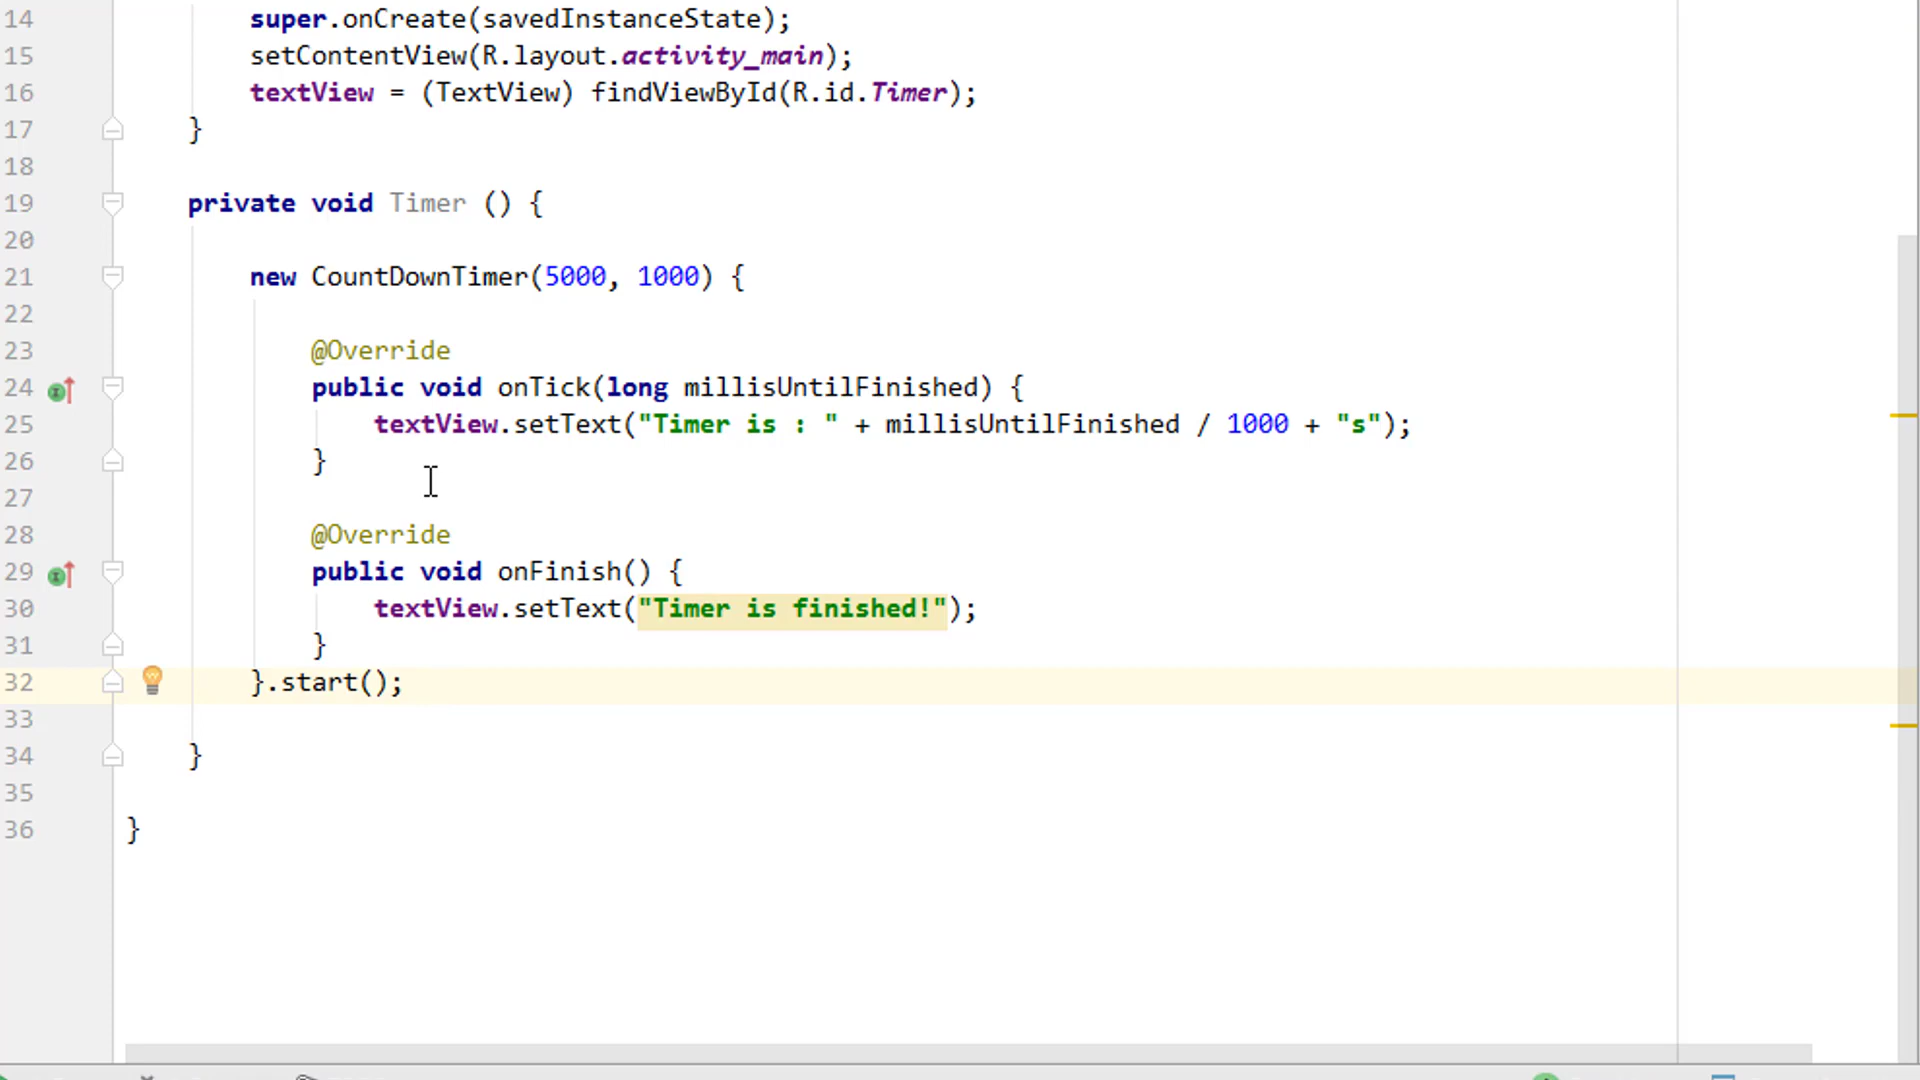 14 super.onCreate(savedInstanceState);
15 setContentView(R.layout.activity_main);
16 textView = (TextView) findViewById(R.id.Timer);
17 }
18
19 private void Timer () {
20
21 new CountDownTimer(5000, 1000) {
22
23 @Override
24 public void onTick(long millisUntilFinished) {
25 textView.setText("Timer is : " + millisUntilFinished / 1000 + "s");
26 }
27
28 @Override
29 public void onFinish() {
30 textView.setText("Timer is finished!");
31 }
32 }.start();
33
34 }
35
36 }